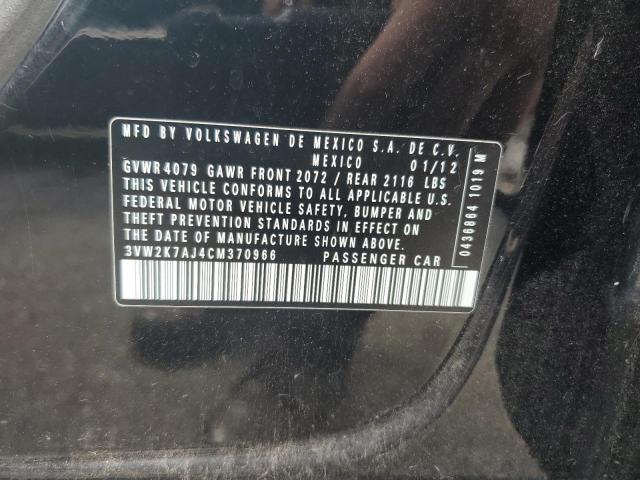 MFD BY VOLKSWAGEN DE MEXICO S.A. DE C.V.
MEXICO 01/12
GVWR 4079 GAWR FRONT 2072 / REAR 2116 LBS
THIS VEHICLE CONFORMS TO ALL APPLICABLE U.S.
FEDERAL MOTOR VEHICLE SAFETY, BUMPER AND
THEFT PREVENTION STANDARDS IN EFFECT ON
THE DATE OF MANUFACTURE SHOWN ABOVE.
3VW2K7AJ4CM370966 PASSENGER CAR
0436864 1019 M